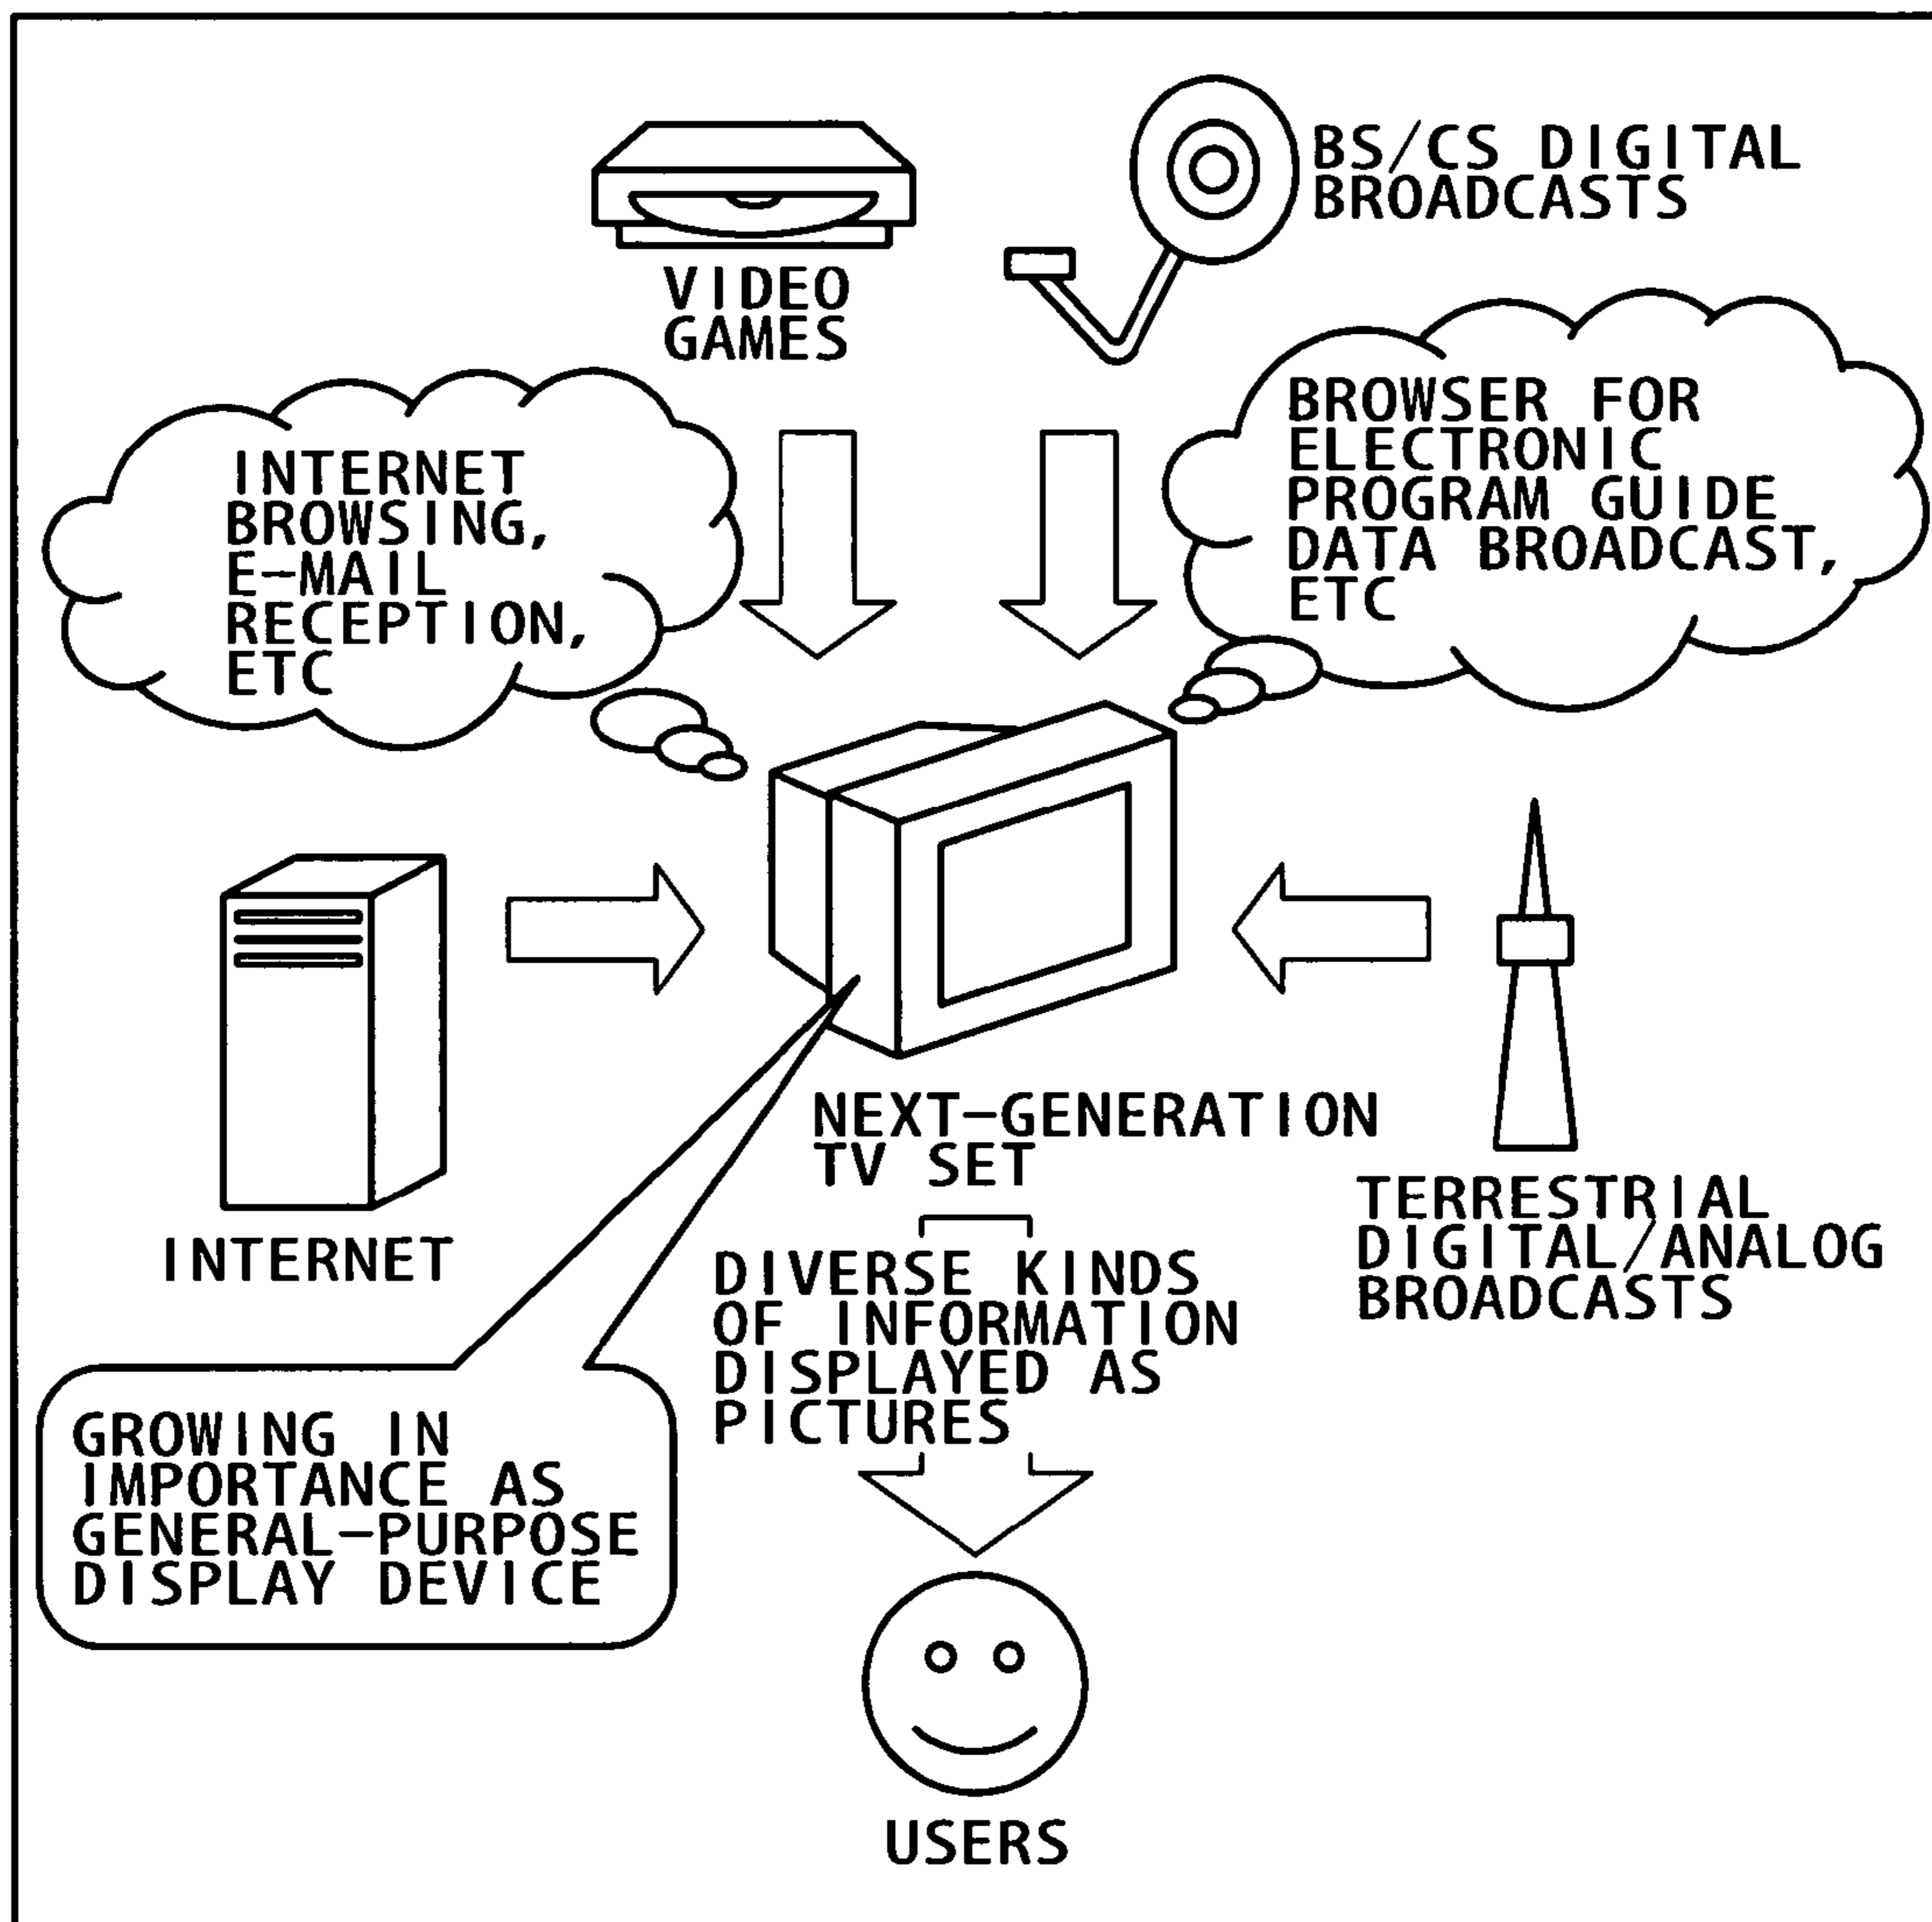 BS/CS DIGITAL
BROADCASTS
VIDEO
GAMES
BROWSER FOR
ELECTRONIC
PROGRAM GUIDE
DATA BROADCAST,
ETC
INTERNET
BROWSING,
E-MAIL
RECEPTION,
ETC
NEXT-GENERATION
TV SET
TERRESTRIAL
DIGITAL/ANALOG
BROADCASTS
INTERNET
DIVERSE KINDS
OF INFORMATION
DISPLAYED AS
PICTURES
GROWING IN
IMPORTANCE AS
GENERAL-PURPOSE
DISPLAY DEVICE
USERS